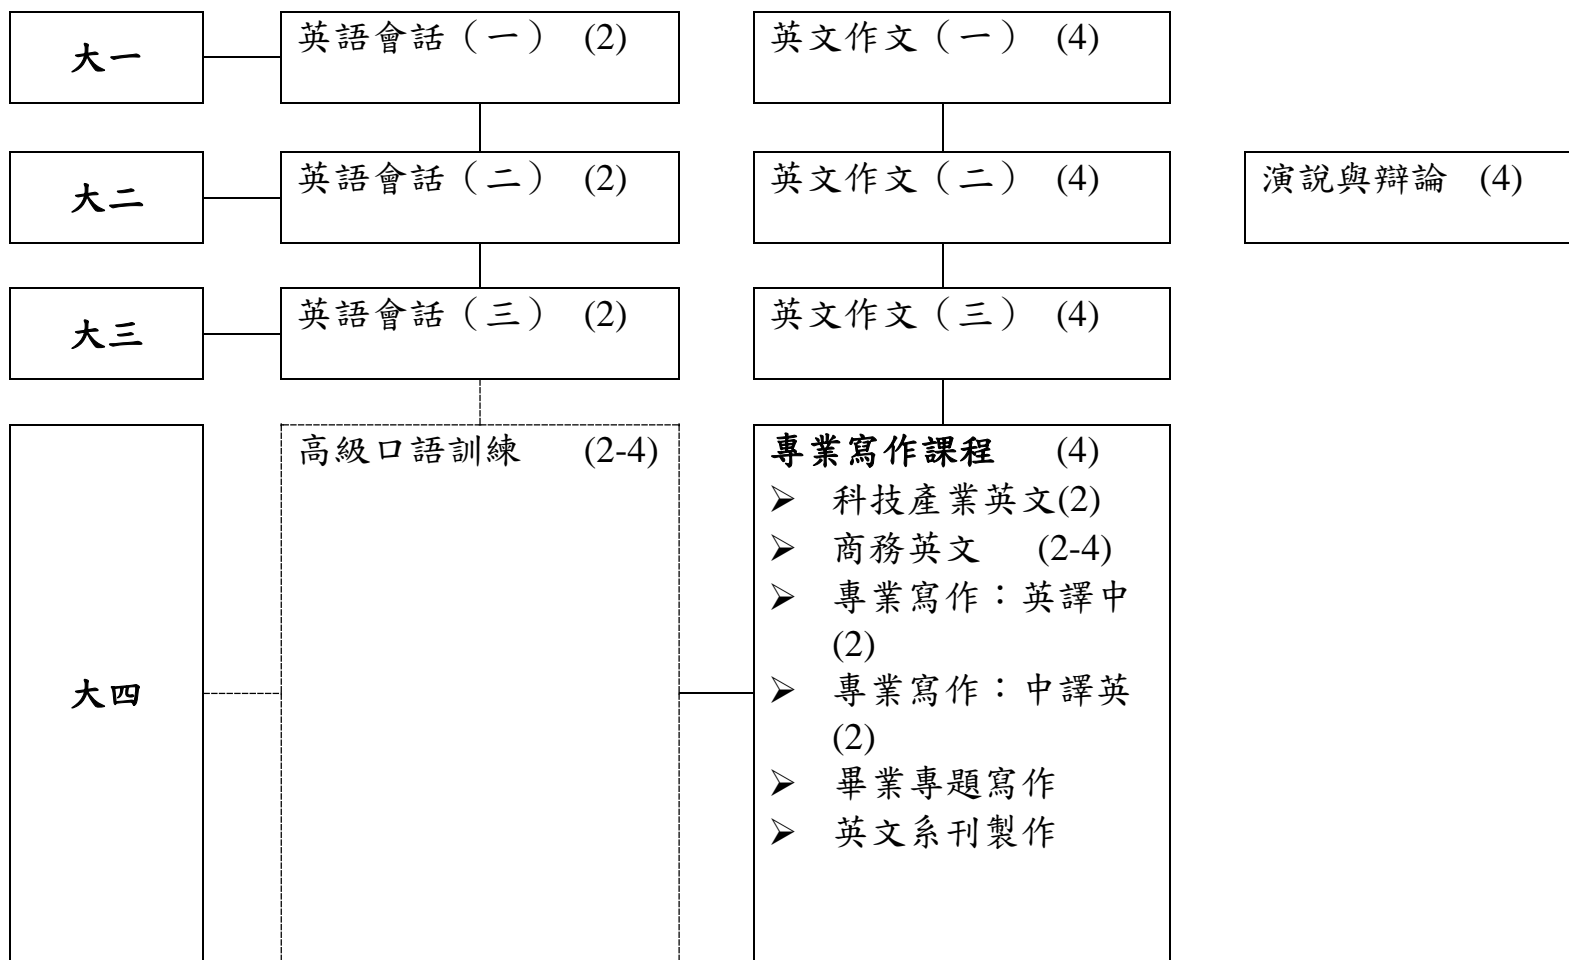 大一
英語會話（一） (2)
英文作文（一） (4)
大二
英語會話（二） (2)
英文作文（二） (4)
演說與辯論 (4)
大三
英語會話（三） (2)
英文作文（三） (4)
大四
高級口語訓練 (2-4)
專業寫作課程 (4)
➢ 科技產業英文(2)
➢ 商務英文 (2-4)
➢ 專業寫作：英譯中
(2)
➢ 專業寫作：中譯英
(2)
➢ 畢業專題寫作
➢ 英文系刊製作